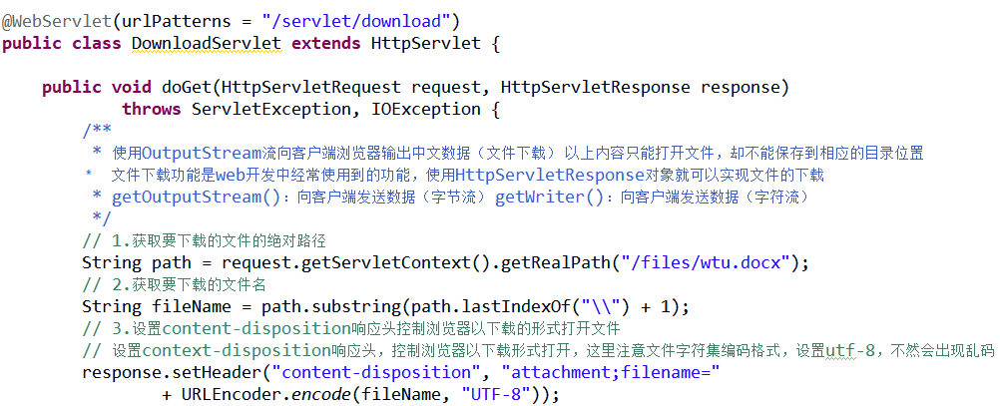 @WebServlet(urlPatterns = "/servlet/download")
public class DownloadServlet extends HttpServlet {
public void doGet(HttpServletRequest request, HttpServletResponse response)
throws ServletException, IOException {
/**
* 使用OutputStream流向客户端浏览器输出中文数据（文件下载）以上内容只能打开文件，却不能保存到相应的目录位置
* 文件下载功能是web开发中经常使用到的功能，使用HttpServletResponse对象就可以实现文件的下载
* getOutputStream()：向客户端发送数据（字节流）getWriter()：向客户端发送数据（字符流）
*/
// 1.获取要下载的文件的绝对路径
String path = request.getServletContext().getRealPath("/files/wtu.docx");
// 2.获取要下载的文件名
String fileName = path.substring(path.lastIndexOf("\\") + 1);
// 3.设置content-disposition响应头控制浏览器以下载的形式打开文件
// 设置context-disposition响应头，控制浏览器以下载形式打开，这里注意文件字符集编码格式，设置utf-8，不然会出现乱码
response.setHeader("content-disposition", "attachment;filename="
+ URLEncoder.encode(fileName, "UTF-8"));